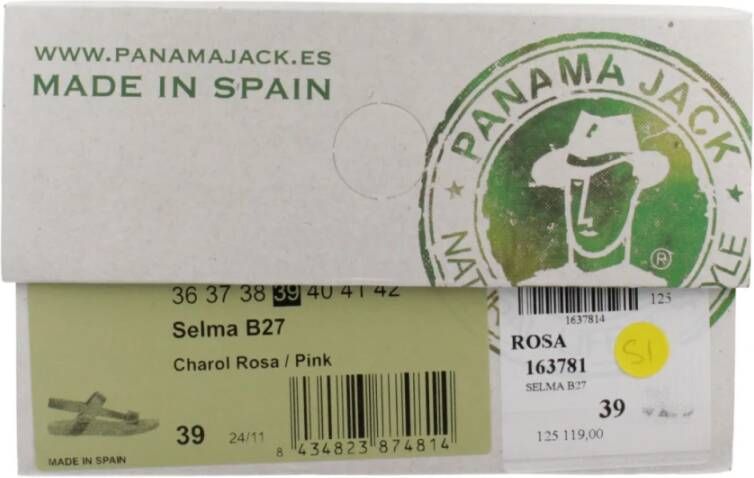 WWW.PANAMAJACK.ES
MADE IN SPAIN
PANAMA JACK
®
36 37 38 39 40 41 42
Selma B27
Charol Rosa / Pink
39
24/11
8 434823 874814
MADE IN SPAIN
125
1637814
ROSA
163781
SELMA B27
39
125 119,00
S1